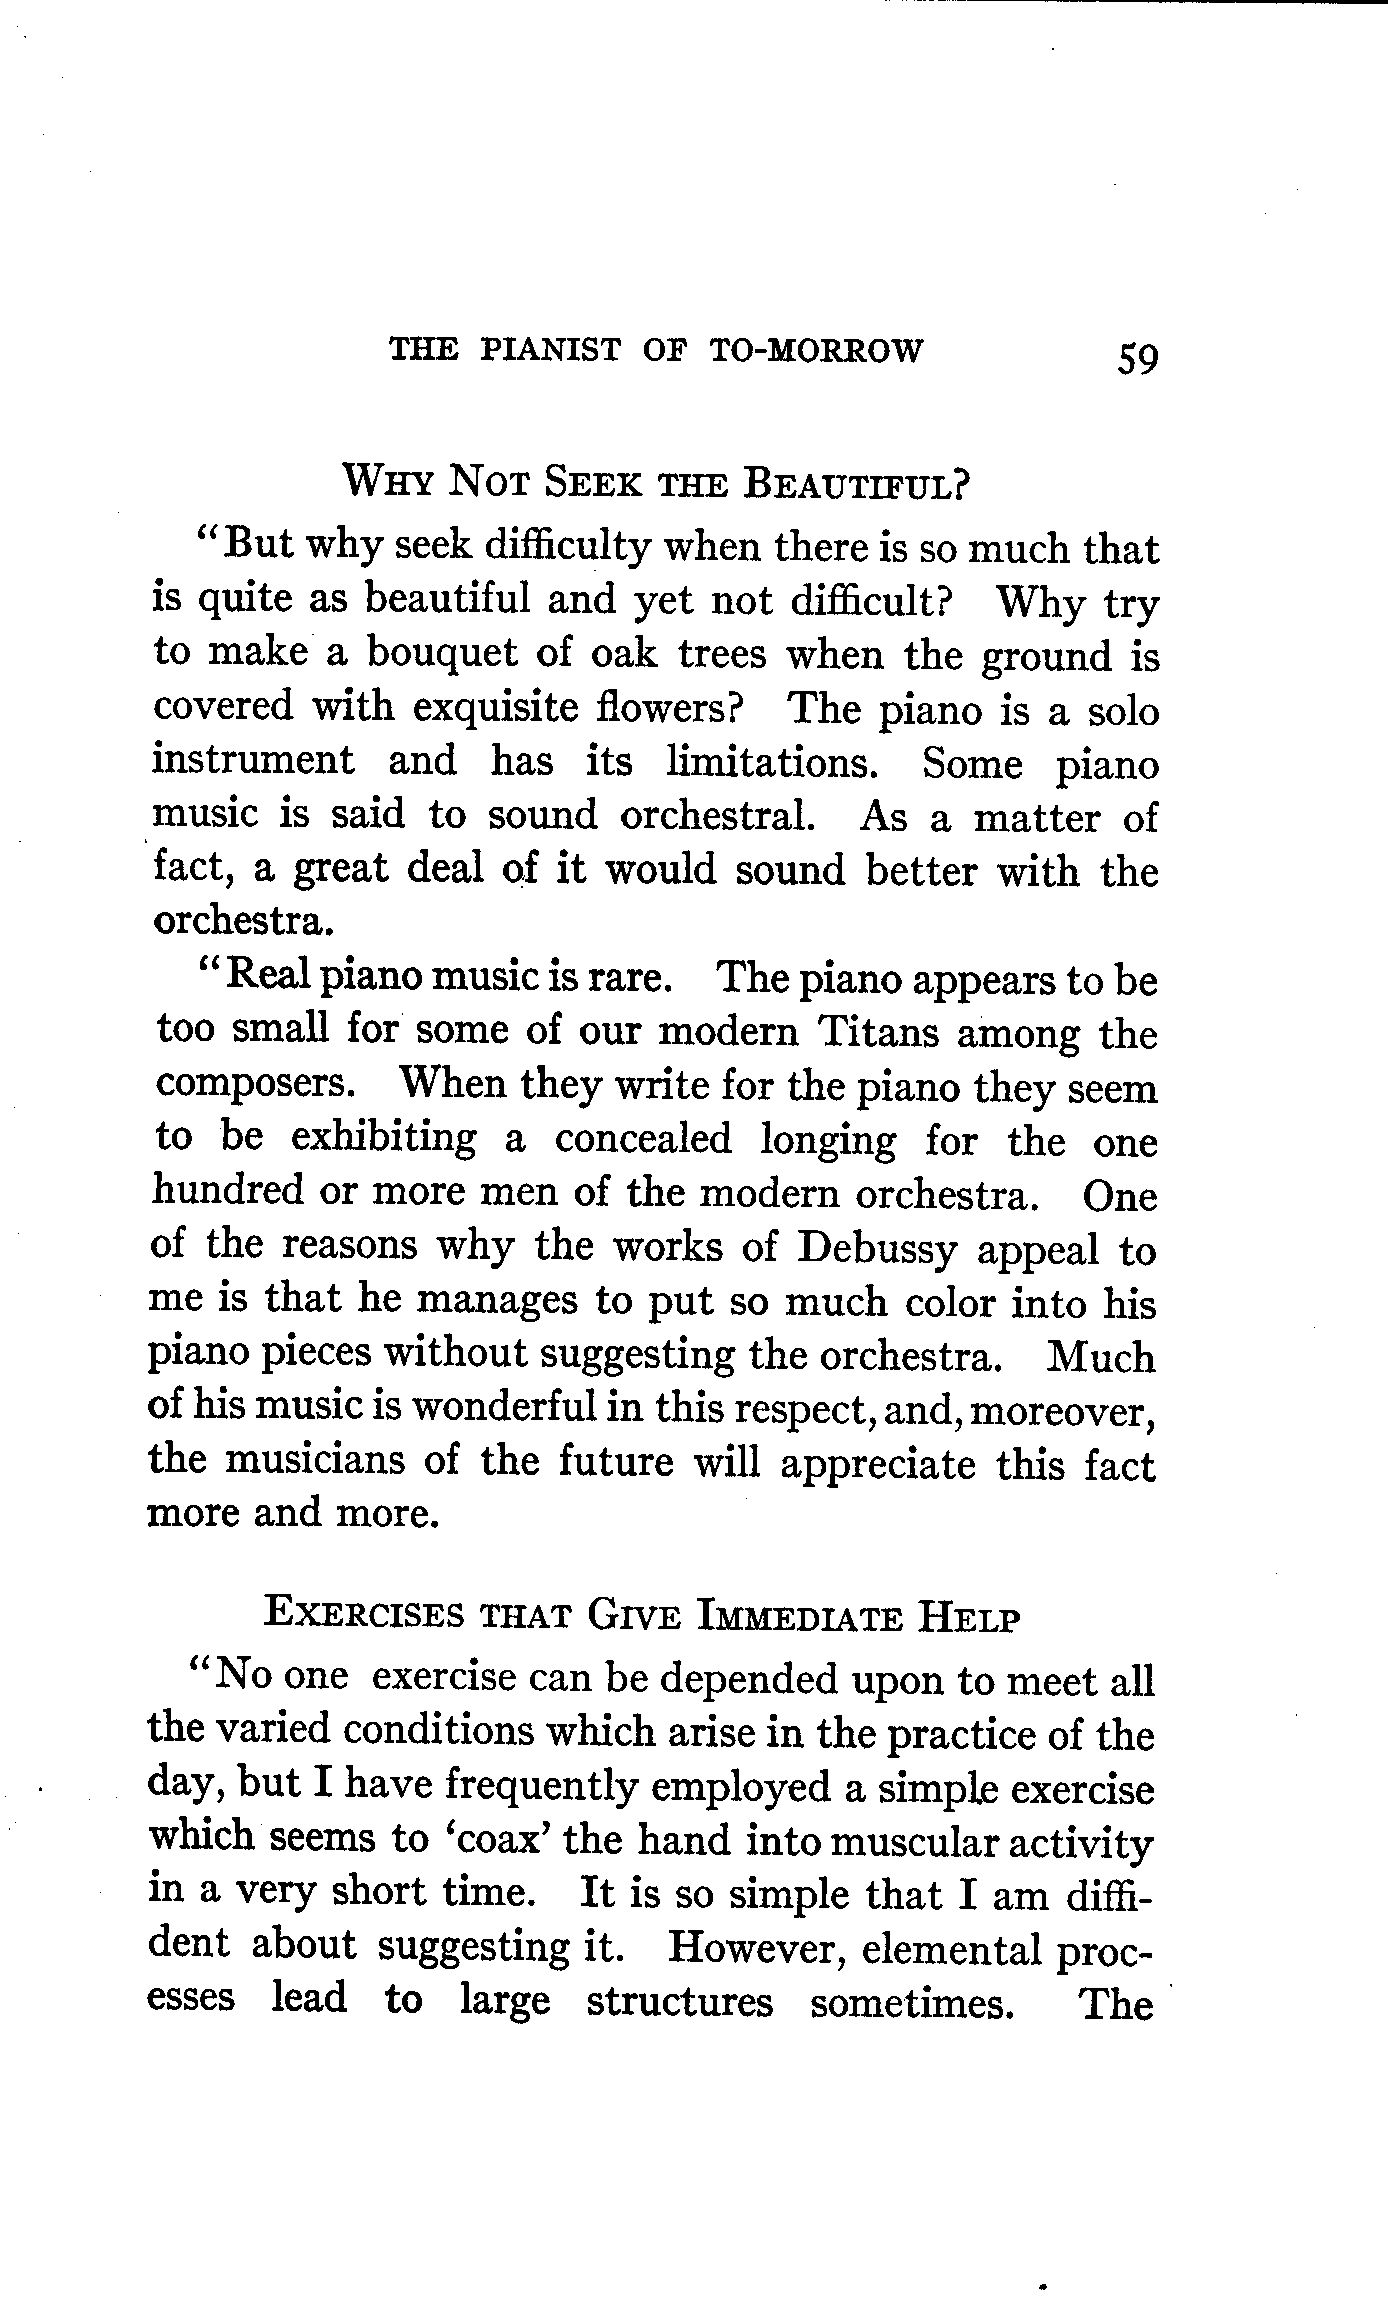 THE PIANIST OF TO-MORROW 59
WHY NOT SEEK THE BEAUTIFUL?
"But why seek difficulty when there is so much that
is quite as beautiful and yet not difficult? Why try
to make a bouquet of oak trees when the ground is
covered with exquisite flowers? The piano is a solo
instrument and has its limitations. Some piano
music is said to sound orchestral. As a matter of
fact, a great deal of it would sound better with the
orchestra.
"Real piano music is rare. The piano appears to be
too small for some of our modern Titans among the
composers. When they write for the piano they seem
to be exhibiting a concealed longing for the one
hundred or more men of the modern orchestra. One
of the reasons why the works of Debussy appeal to
me is that he manages to put so much color into his
piano pieces without suggesting the orchestra. Much
of his music is wonderful in this respect, and, moreover,
the musicians of the future will appreciate this fact
more and more.
EXERCISES THAT GIVE IMMEDIATE HELP
"No one exercise can be depended upon to meet all
the varied conditions which arise in the practice of the
day, but I have frequently employed a simple exercise
which seems to 'coax' the hand into muscular activity
in a very short time. It is so simple that I am diffi-
dent about suggesting it. However, elemental proc-
esses lead to large structures sometimes. The